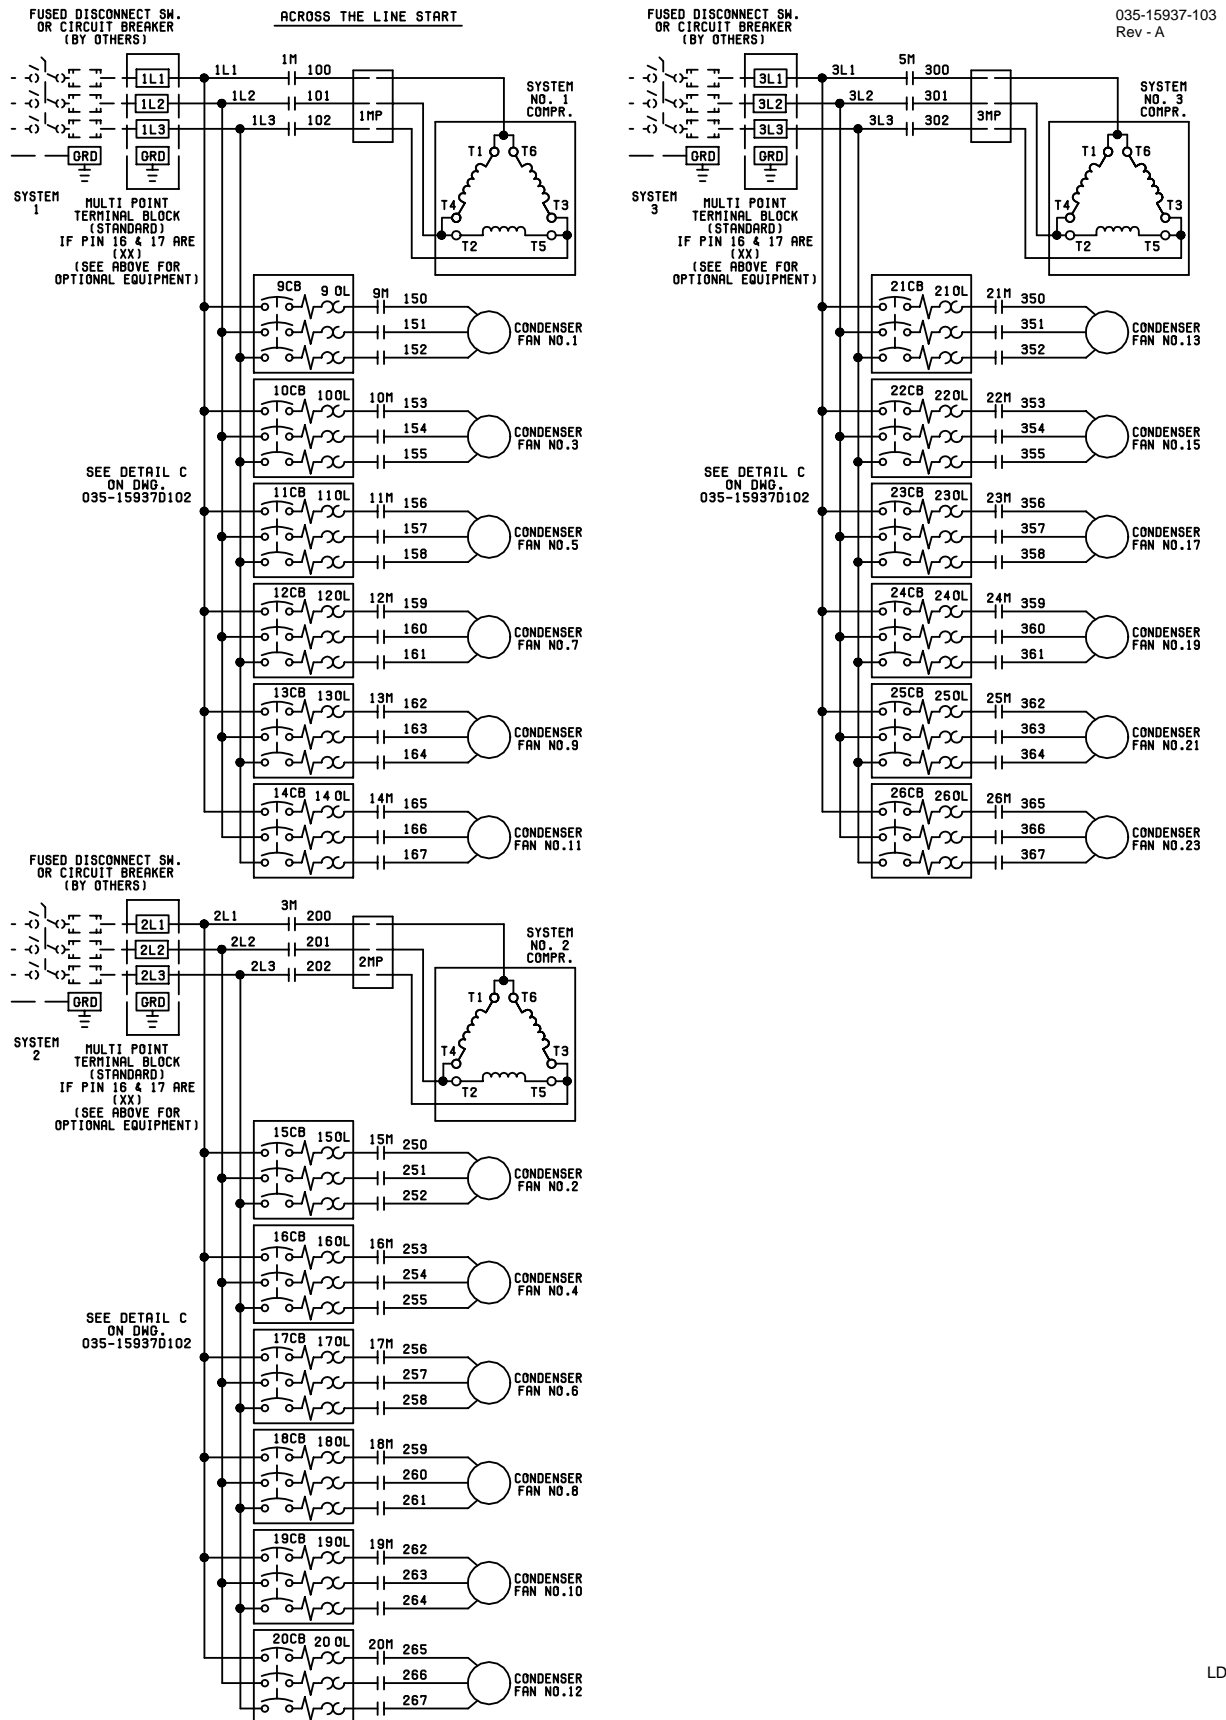 035-15937-103
Rev - A
ACROSS THE LINE START
FUSED DISCONNECT SW.
OR CIRCUIT BREAKER
(BY OTHERS)
1L1
1L2
1L3
GRD
GRD
SYSTEM
1
MULTI POINT
TERMINAL BLOCK
(STANDARD)
IF PIN 16 & 17 ARE
(XX)
(SEE ABOVE FOR
OPTIONAL EQUIPMENT)
1L1
1L2
1L3
1M
100
101
102
1MP
SYSTEM
NO. 1
COMPR.
T1
T6
T4
T3
T2
T5
9CB
9 OL
9M
150
151
152
CONDENSER
FAN NO.1
10CB
10OL
10M
153
154
155
CONDENSER
FAN NO.3
SEE DETAIL C
ON DWG.
035-15937D102
11CB
11OL
11M
156
157
158
CONDENSER
FAN NO.5
12CB
12OL
12M
159
160
161
CONDENSER
FAN NO.7
13CB
13OL
13M
162
163
164
CONDENSER
FAN NO.9
14CB
14 OL
14M
165
166
167
CONDENSER
FAN NO.11
FUSED DISCONNECT SW.
OR CIRCUIT BREAKER
(BY OTHERS)
2L1
2L2
2L3
GRD
GRD
SYSTEM
2
MULTI POINT
TERMINAL BLOCK
(STANDARD)
IF PIN 16 & 17 ARE
(XX)
(SEE ABOVE FOR
OPTIONAL EQUIPMENT)
2L1
2L2
2L3
3M
200
201
202
2MP
SYSTEM
NO. 2
COMPR.
T1
T6
T4
T3
T2
T5
15CB
15OL
15M
250
251
252
CONDENSER
FAN NO.2
16CB
16OL
16M
253
254
255
CONDENSER
FAN NO.4
SEE DETAIL C
ON DWG.
035-15937D102
17CB
17OL
17M
256
257
258
CONDENSER
FAN NO.6
18CB
18OL
18M
259
260
261
CONDENSER
FAN NO.8
19CB
19OL
19M
262
263
264
CONDENSER
FAN NO.10
20CB
20 OL
20M
265
266
267
CONDENSER
FAN NO.12
FUSED DISCONNECT SW.
OR CIRCUIT BREAKER
(BY OTHERS)
3L1
3L2
3L3
GRD
GRD
SYSTEM
3
MULTI POINT
TERMINAL BLOCK
(STANDARD)
IF PIN 16 & 17 ARE
(XX)
(SEE ABOVE FOR
OPTIONAL EQUIPMENT)
3L1
3L2
3L3
5M
300
301
302
3MP
SYSTEM
NO. 3
COMPR.
T1
T6
T4
T3
T2
T5
21CB
21OL
21M
350
351
352
CONDENSER
FAN NO.13
22CB
22OL
22M
353
354
355
CONDENSER
FAN NO.15
SEE DETAIL C
ON DWG.
035-15937D102
23CB
23OL
23M
356
357
358
CONDENSER
FAN NO.17
24CB
24OL
24M
359
360
361
CONDENSER
FAN NO.19
25CB
25OL
25M
362
363
364
CONDENSER
FAN NO.21
26CB
26OL
26M
365
366
367
CONDENSER
FAN NO.23
LD